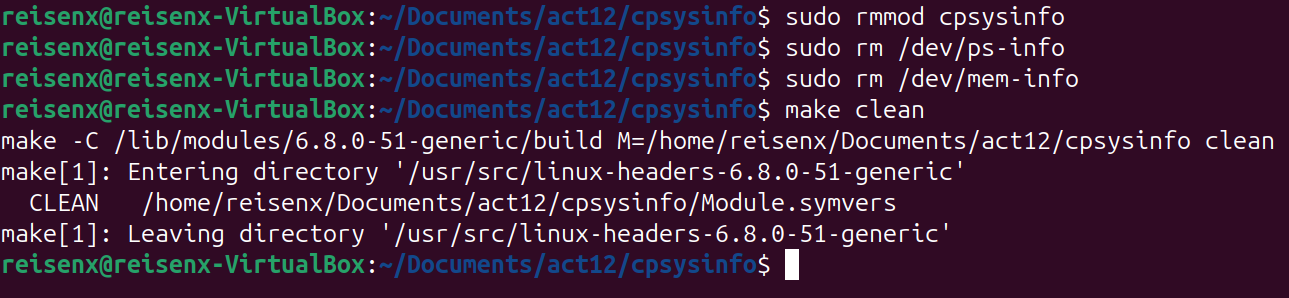 reisenx@reisenx-VirtualBox:~/Documents/act12/cpsysinfo$ sudo rmmod cpsysinfo
reisenx@reisenx-VirtualBox:~/Documents/act12/cpsysinfo$ sudo rm /dev/ps-info
reisenx@reisenx-VirtualBox:~/Documents/act12/cpsysinfo$ sudo rm /dev/mem-info
reisenx@reisenx-VirtualBox:~/Documents/act12/cpsysinfo$ make clean
make -C /lib/modules/6.8.0-51-generic/build M=/home/reisenx/Documents/act12/cpsysinfo clean
make[1]: Entering directory '/usr/src/linux-headers-6.8.0-51-generic'
  CLEAN   /home/reisenx/Documents/act12/cpsysinfo/Module.symvers
make[1]: Leaving directory '/usr/src/linux-headers-6.8.0-51-generic'
reisenx@reisenx-VirtualBox:~/Documents/act12/cpsysinfo$